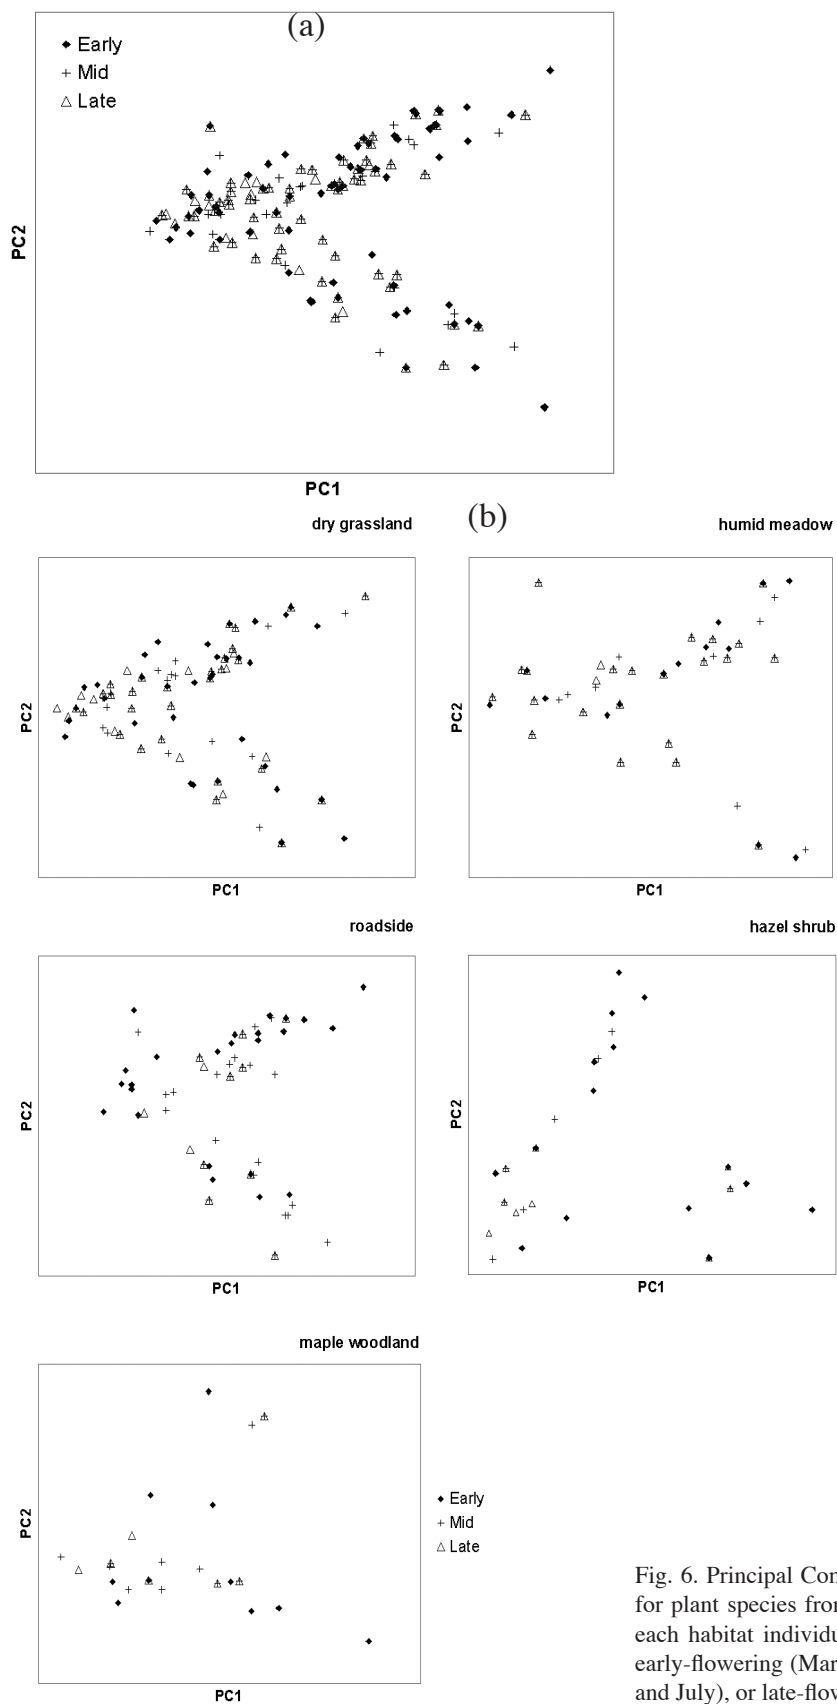 (a)
Early
Mid
Late
PC2
PC1
(b)
dry grassland
humid meadow
PC2
PC2
PC1
PC1
roadside
hazel shrub
PC2
PC2
PC1
PC1
maple woodland
PC2
Early
Mid
Late
PC1
Fig. 6. Principal Con
for plant species from
each habitat individu
early-flowering (Mar
and July), or late-flow